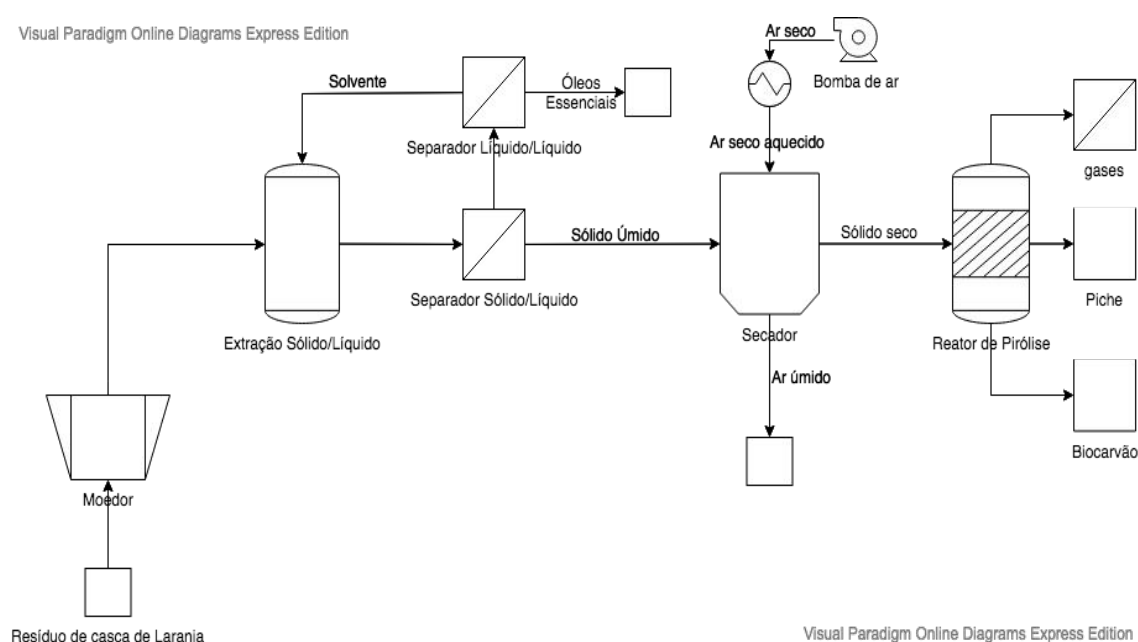 Visual Paradigm Online Diagrams Express Edition
Ar seco
Bomba de ar
Solvente
Óleos
Essenciais
Separador Líquido/Líquido
Ar seco aquecido
gases
Sólido Úmido
Sólido seco
Separador Sólido/Líquido
Piche
Extração Sólido/Líquido
Secador
Reator de Pirólise
Ar úmido
Biocarvão
Moedor
Resíduo de casca de Laranja
Visual Paradigm Online Diagrams Express Edition